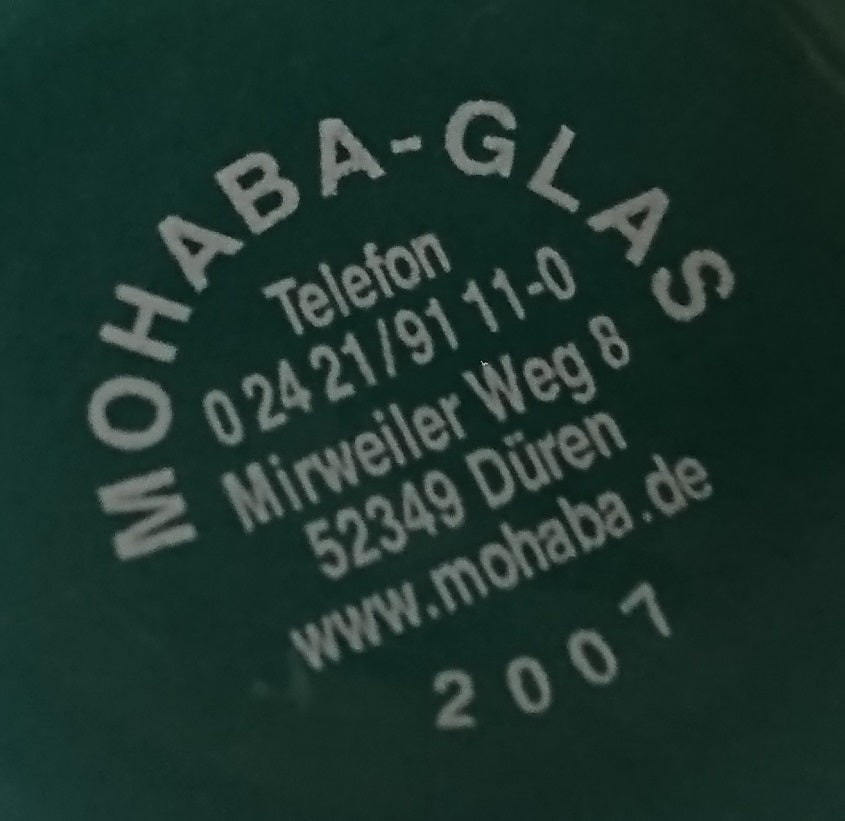 MOHABA-GLAS
Telefon
0 24 21/91 11-0
Mirweiler Weg 8
52349 Düren
www.mohaba.de
2007